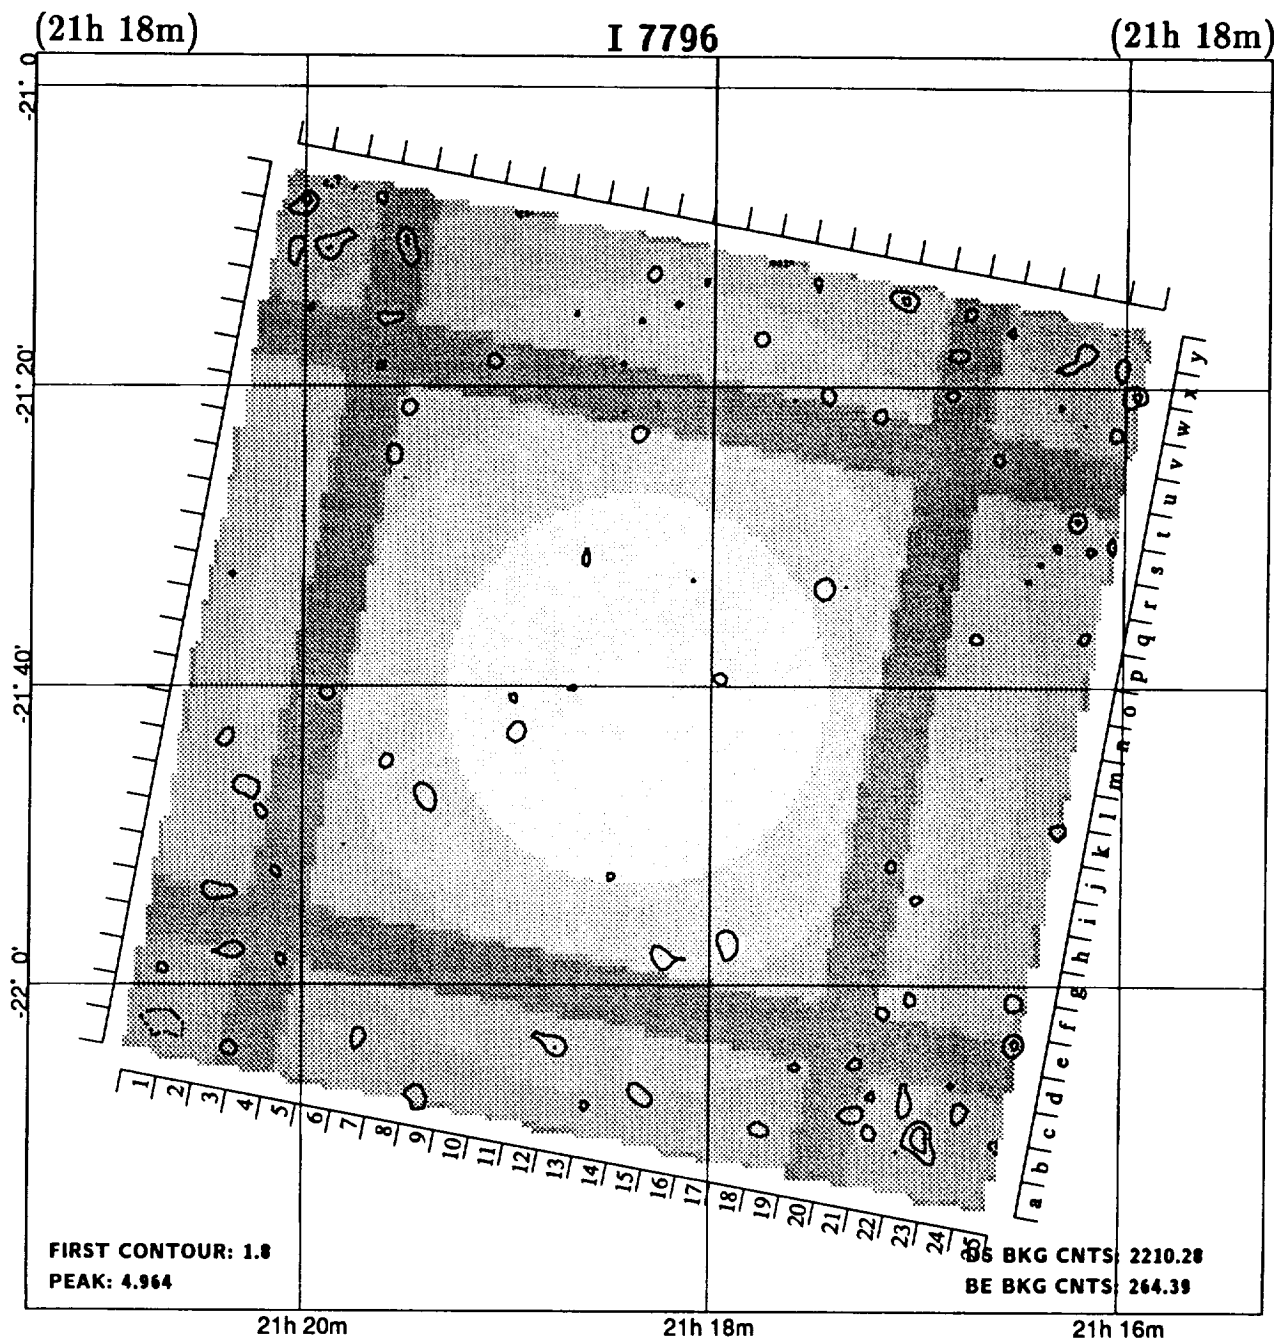 (21h 18m) I 7796 (21h 18m)
-21° 0
-21° 20'
-21° 40'
-22° 0'
y
x
w
v
u
t
s
r
q
p
o
n
m
l
k
j
i
h
g
f
e
d
c
b
a
1 2 3 4 5 6 7 8 9 10 11 12 13 14 15 16 17 18 19 20 21 22 23 24 25
FIRST CONTOUR: 1.8
PEAK: 4.964
DS BKG CNTS: 2210.28
BE BKG CNTS: 264.39
21h 20m 21h 18m 21h 16m